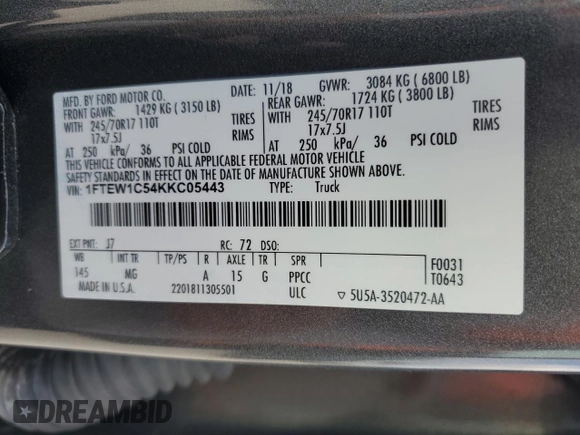 MFD. BY FORD MOTOR CO.
DATE: 11/18 GVWR: 3084 KG ( 6800 LB)
FRONT GAWR: 1429 KG ( 3150 LB) REAR GAWR: 1724 KG ( 3800 LB)
WITH 245/70R17 110T TIRES WITH 245/70R17 110T TIRES
17x7.5J RIMS 17x7.5J RIMS
AT 250 kPa/ 36 PSI COLD AT 250 kPa/ 36 PSI COLD
THIS VEHICLE CONFORMS TO ALL APPLICABLE FEDERAL MOTOR VEHICLE
SAFETY STANDARDS IN EFFECT ON THE DATE OF MANUFACTURE SHOWN ABOVE.
VIN: 1FTEW1C54KKC05443 TYPE: Truck
EXT PNT: J7 RC: 72 DSO:
WB INT TR TP/PS R AXLE TR SPR F0031
145 MG A 15 G PPCC T0643
MADE IN U.S.A. 2201811305501 ULC ▽ 5U5A-3520472-AA
DREAMBID